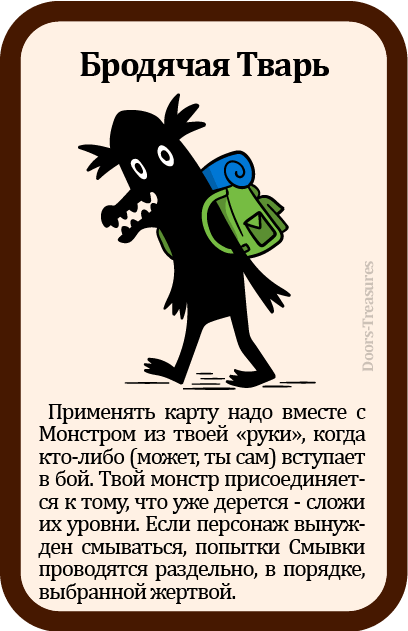 Бродячая Тварь
Doors-Treasures
Применять карту надо вместе с
Монстром из твоей «руки», когда
кто-либо (может, ты сам) вступает
в бой. Твой монстр присоединяет-
ся к тому, что уже дерется - сложи
их уровни. Если персонаж вынуж-
ден смываться, попытки Смывки
проводятся раздельно, в порядке,
выбранной жертвой.